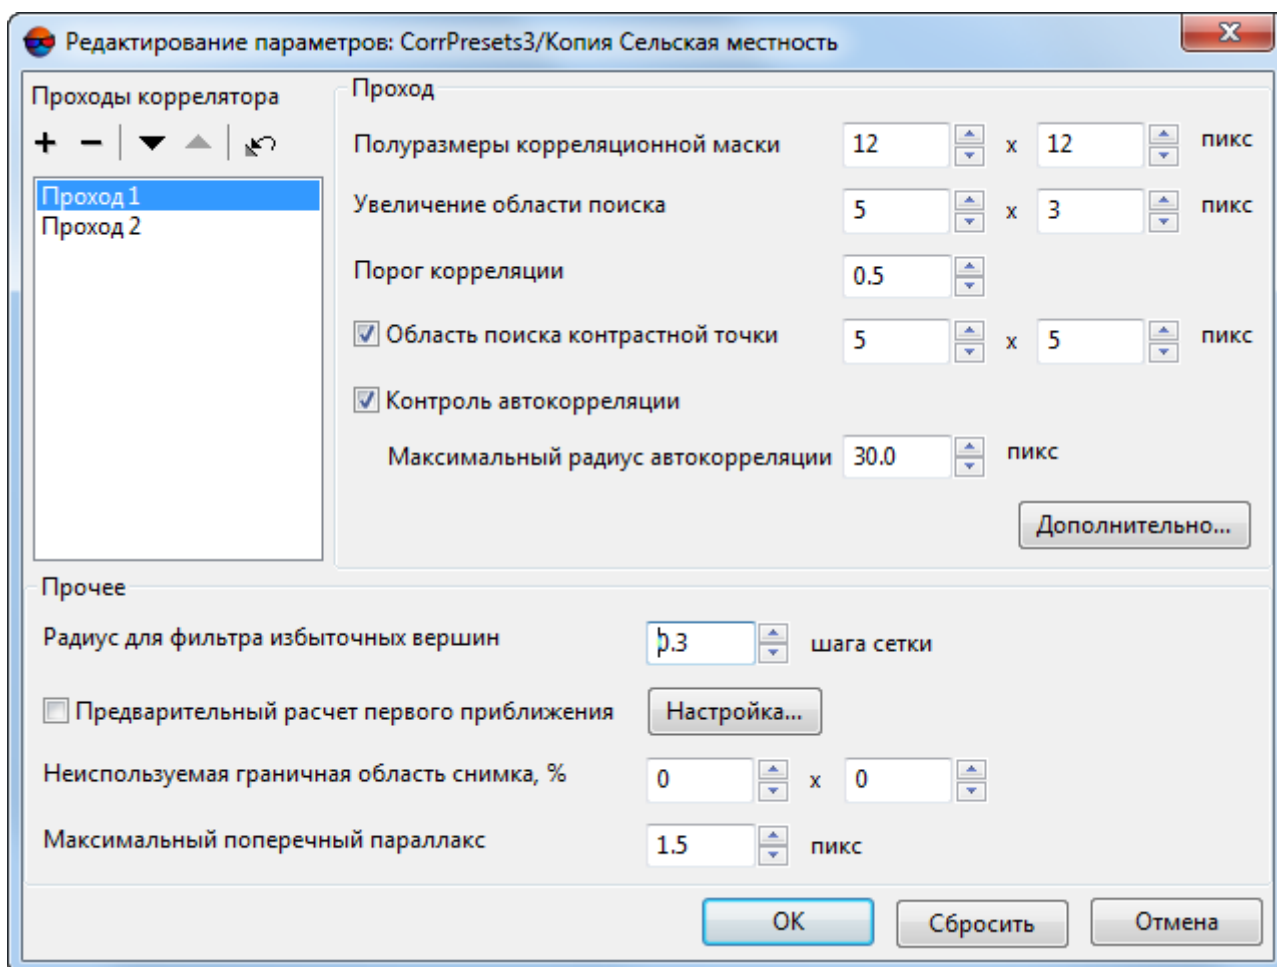 Редактирование параметров: CorrPresets3/Копия Сельская местность
Проходы коррелятора
Проход 1
Проход 2
Проход
Полуразмеры корреляционной маски 12 x 12 пикс
Увеличение области поиска 5 x 3 пикс
Порог корреляции 0.5
Область поиска контрастной точки 5 x 5 пикс
Контроль автокорреляции
Максимальный радиус автокорреляции 30.0 пикс
Дополнительно...
Прочее
Радиус для фильтра избыточных вершин 0.3 шага сетки
Предварительный расчет первого приближения Настройка...
Неиспользуемая граничная область снимка, % 0 x 0
Максимальный поперечный параллакс 1.5 пикс
OK Сбросить Отмена